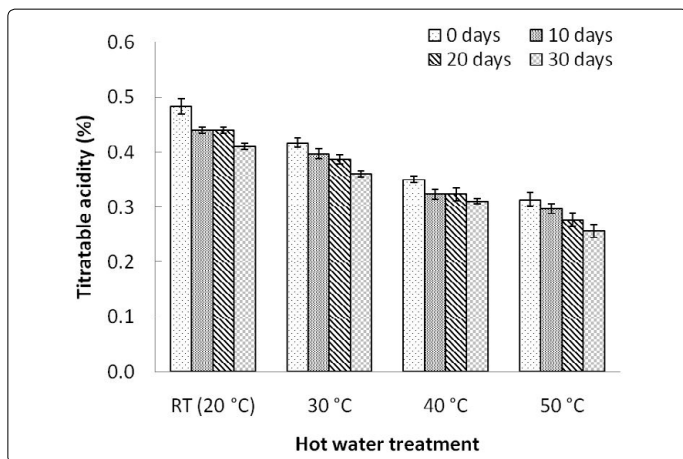 0 days 10 days
20 days 30 days
0.6
0.5
0.4
0.3
0.2
0.1
0.0
Titratable acidity (%)
RT (20 °C) 30 °C 40 °C 50 °C
Hot water treatment